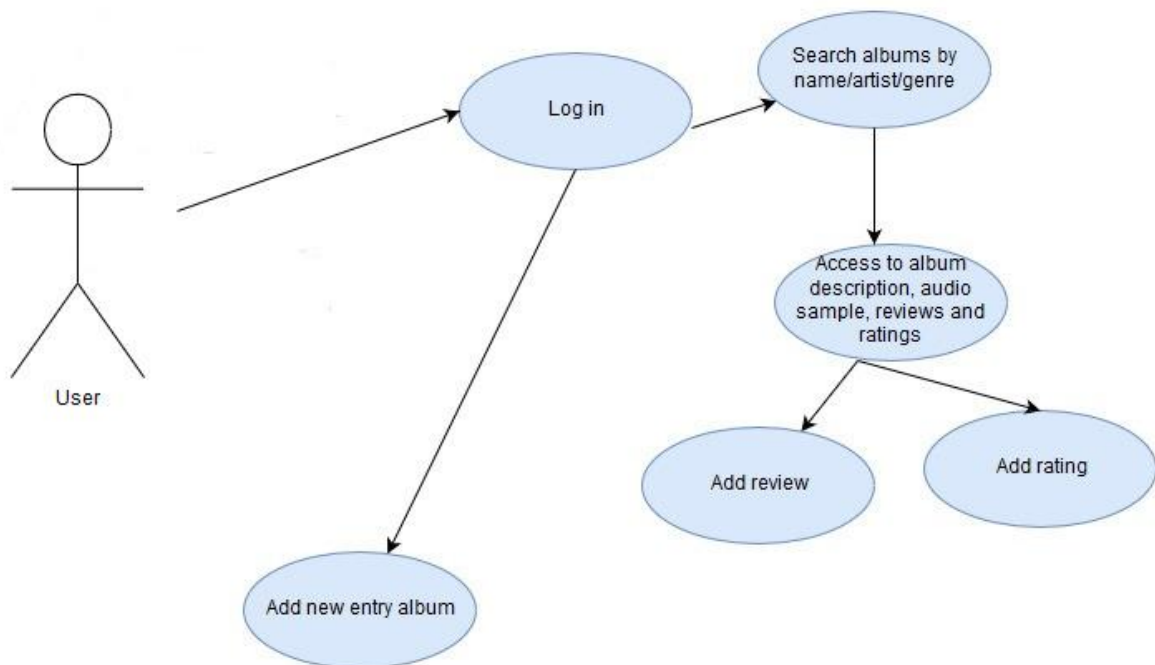 Search albums by
name/artist/genre
Log in
Access to album
description, audio
sample, reviews and
ratings
User
Add review
Add rating
Add new entry album